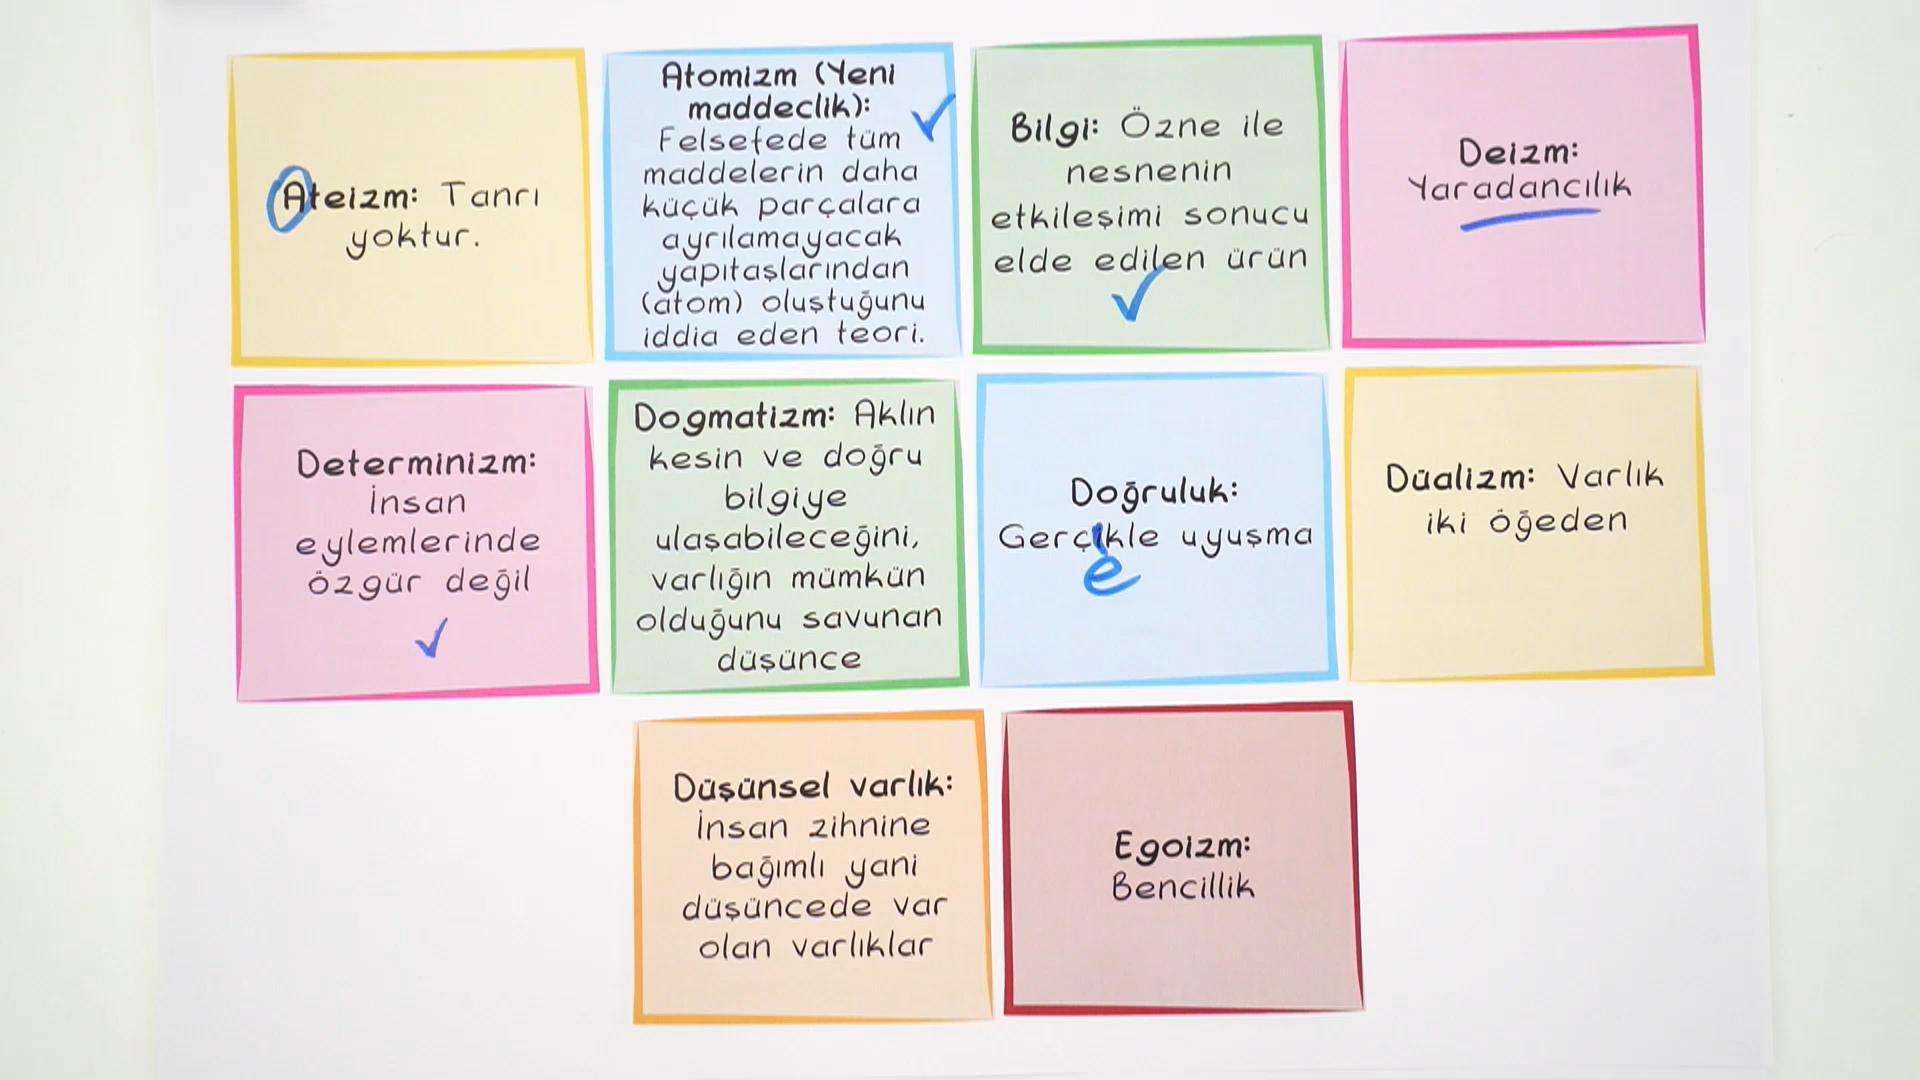 Ateizm: Tanrı
yoktur.
Atomizm (Yeni
maddeclik):
Felsefede tüm
maddelerin daha
küçük parçalara
ayrılamayacak
yapıtaşlarından
(atom) oluştuğunu
iddia eden teori.
Bilgi: Özne ile
nesnenin
etkileşimi sonucu
elde edilen ürün
Deizm:
Yaradancılık
Determinizm:
İnsan
eylemlerinde
özgür değil
Dogmatizm: Aklın
kesin ve doğru
bilgiye
ulaşabileceğini,
varlığın mümkün
olduğunu savunan
düşünce
Doğruluk:
Gerçikle uyuşma
e
Düalizm: Varlık
iki öğeden
Düşünsel varlık:
İnsan zihnine
bağımlı yani
düşüncede var
olan varlıklar
Egoizm:
Bencillik